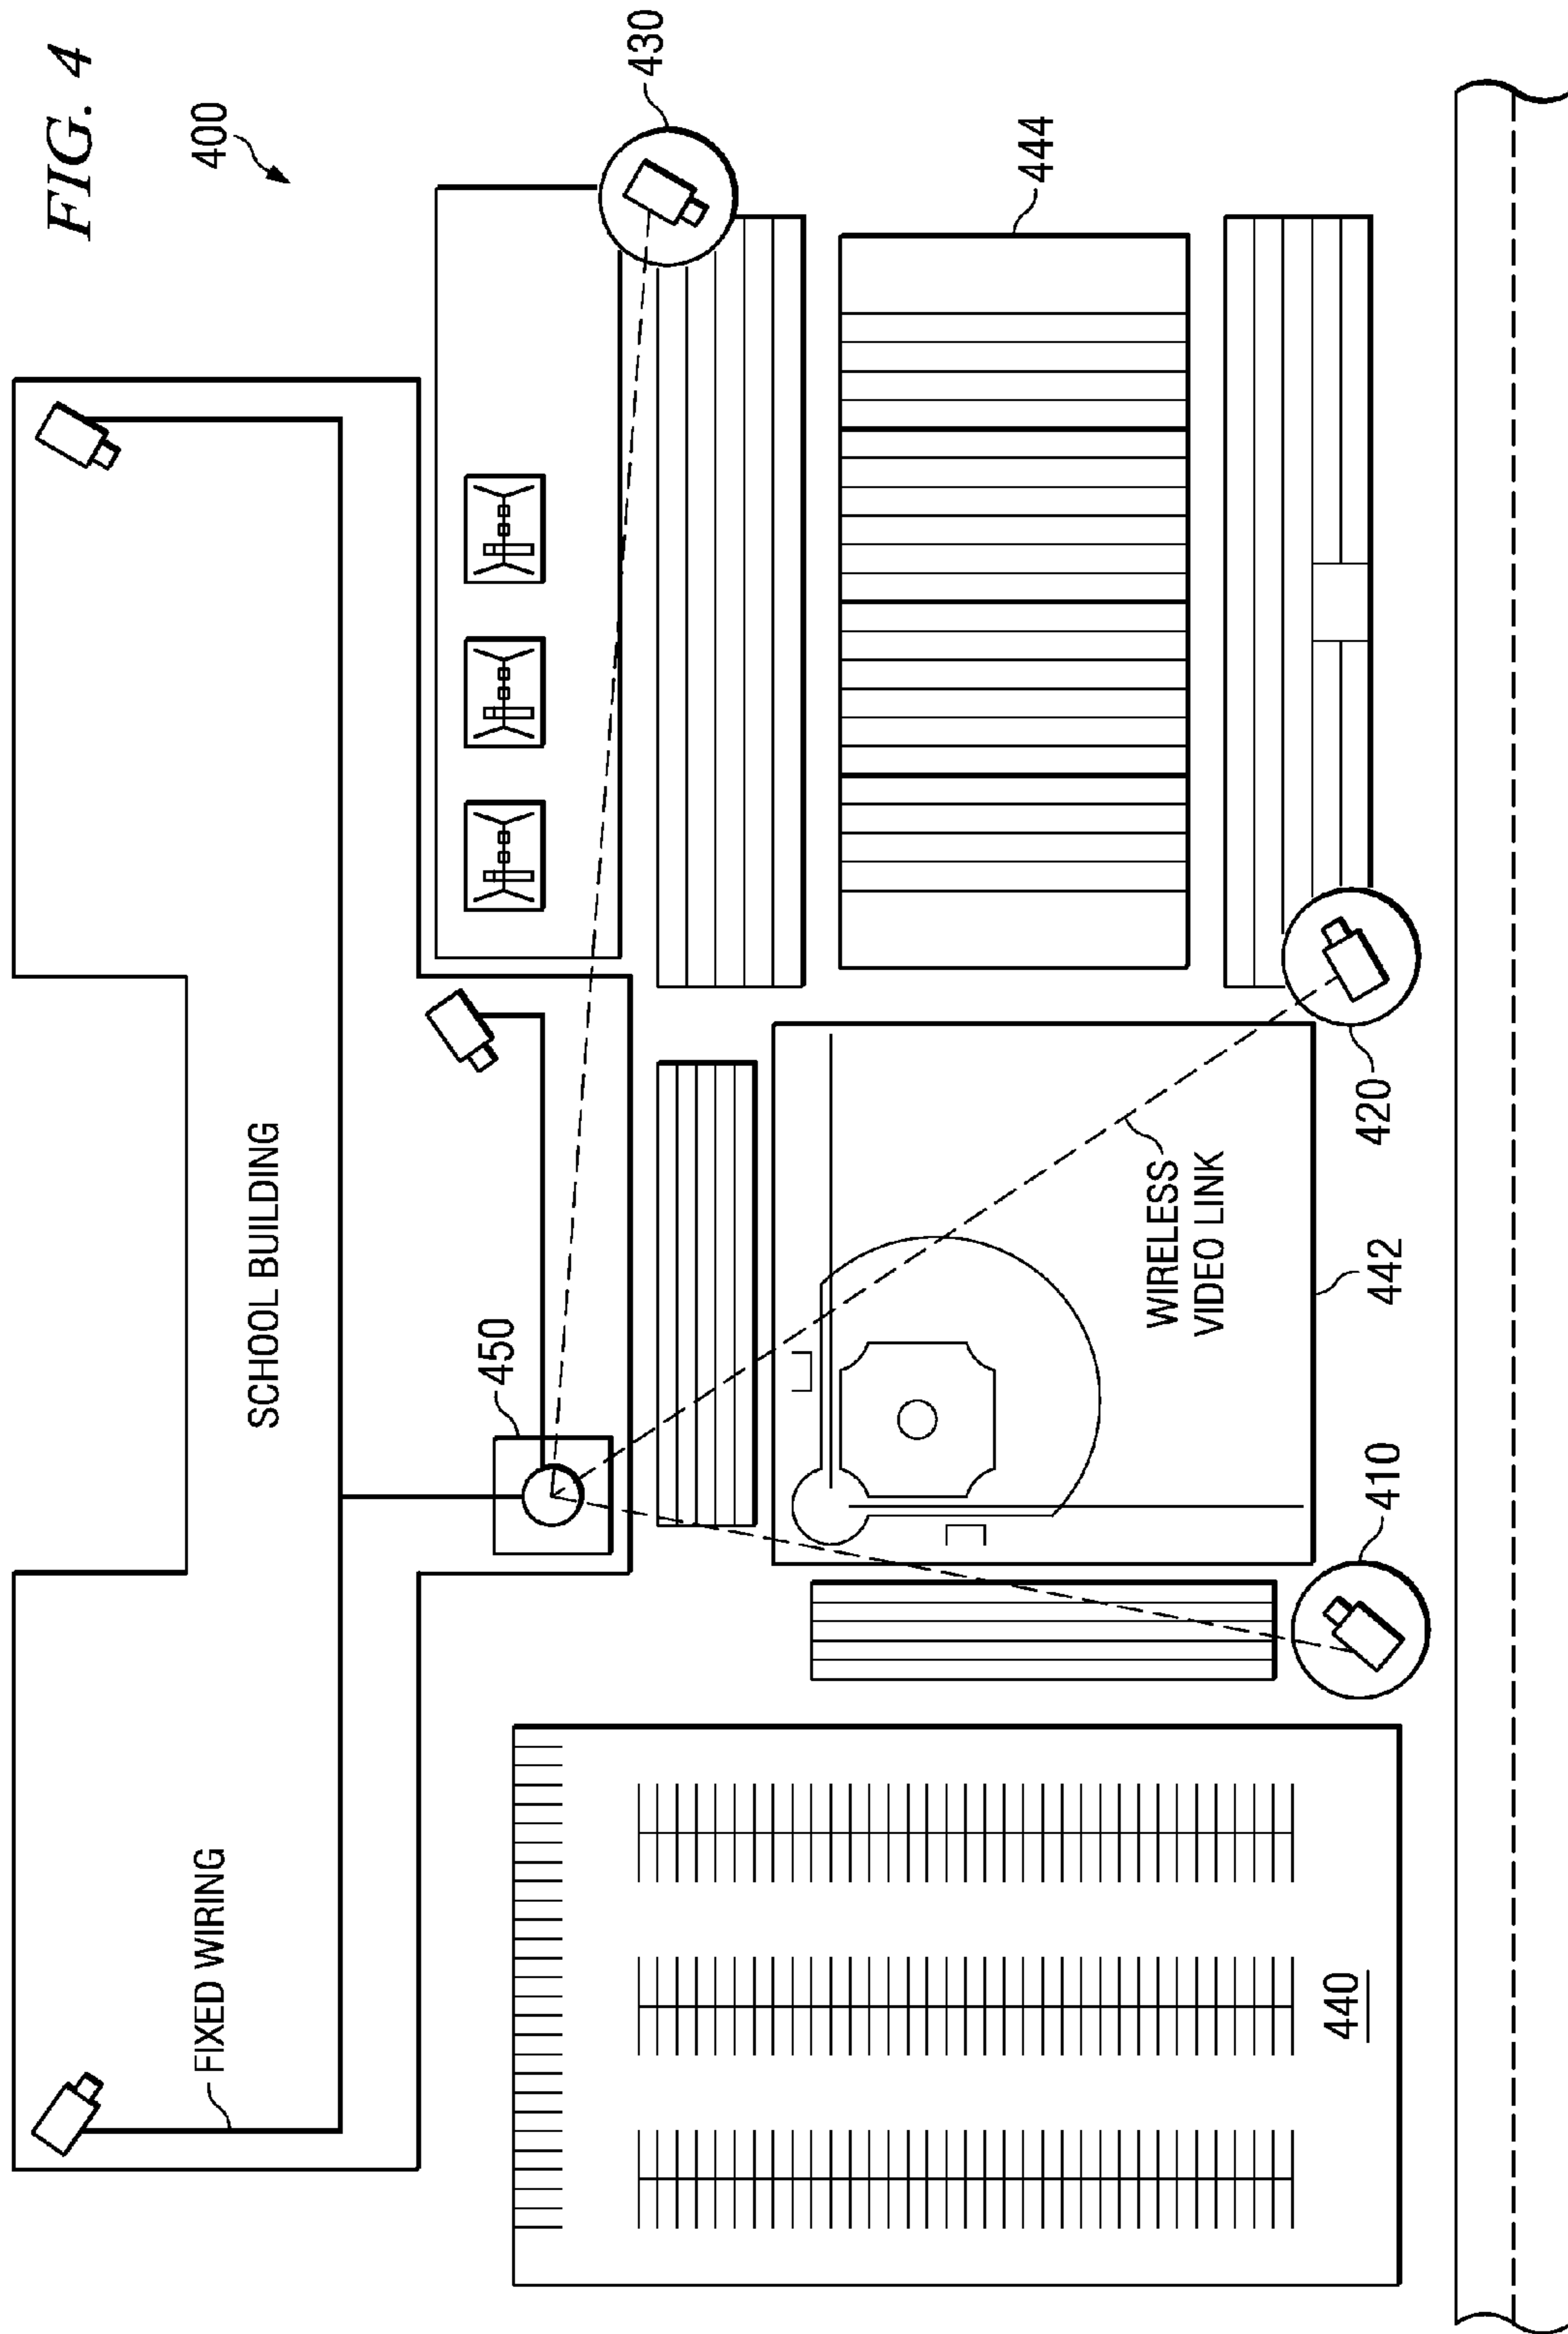 FIG. 4
400
430
444
SCHOOL BUILDING
450
WIRELESS
VIDEO LINK
420
442
410
FIXED WIRING
440